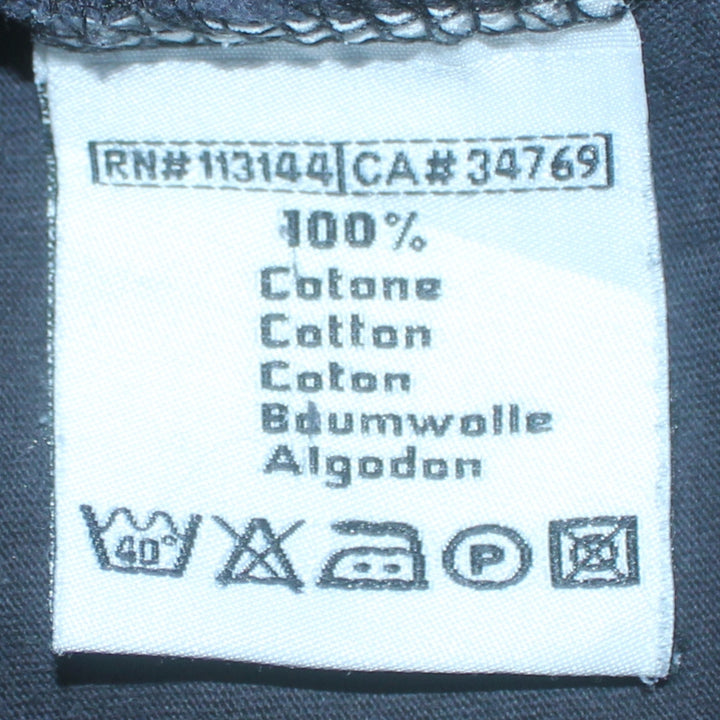 RN# 113144 CA# 34769
100%
Cotone
Cotton
Coton
Baumwolle
Algodon
40° P